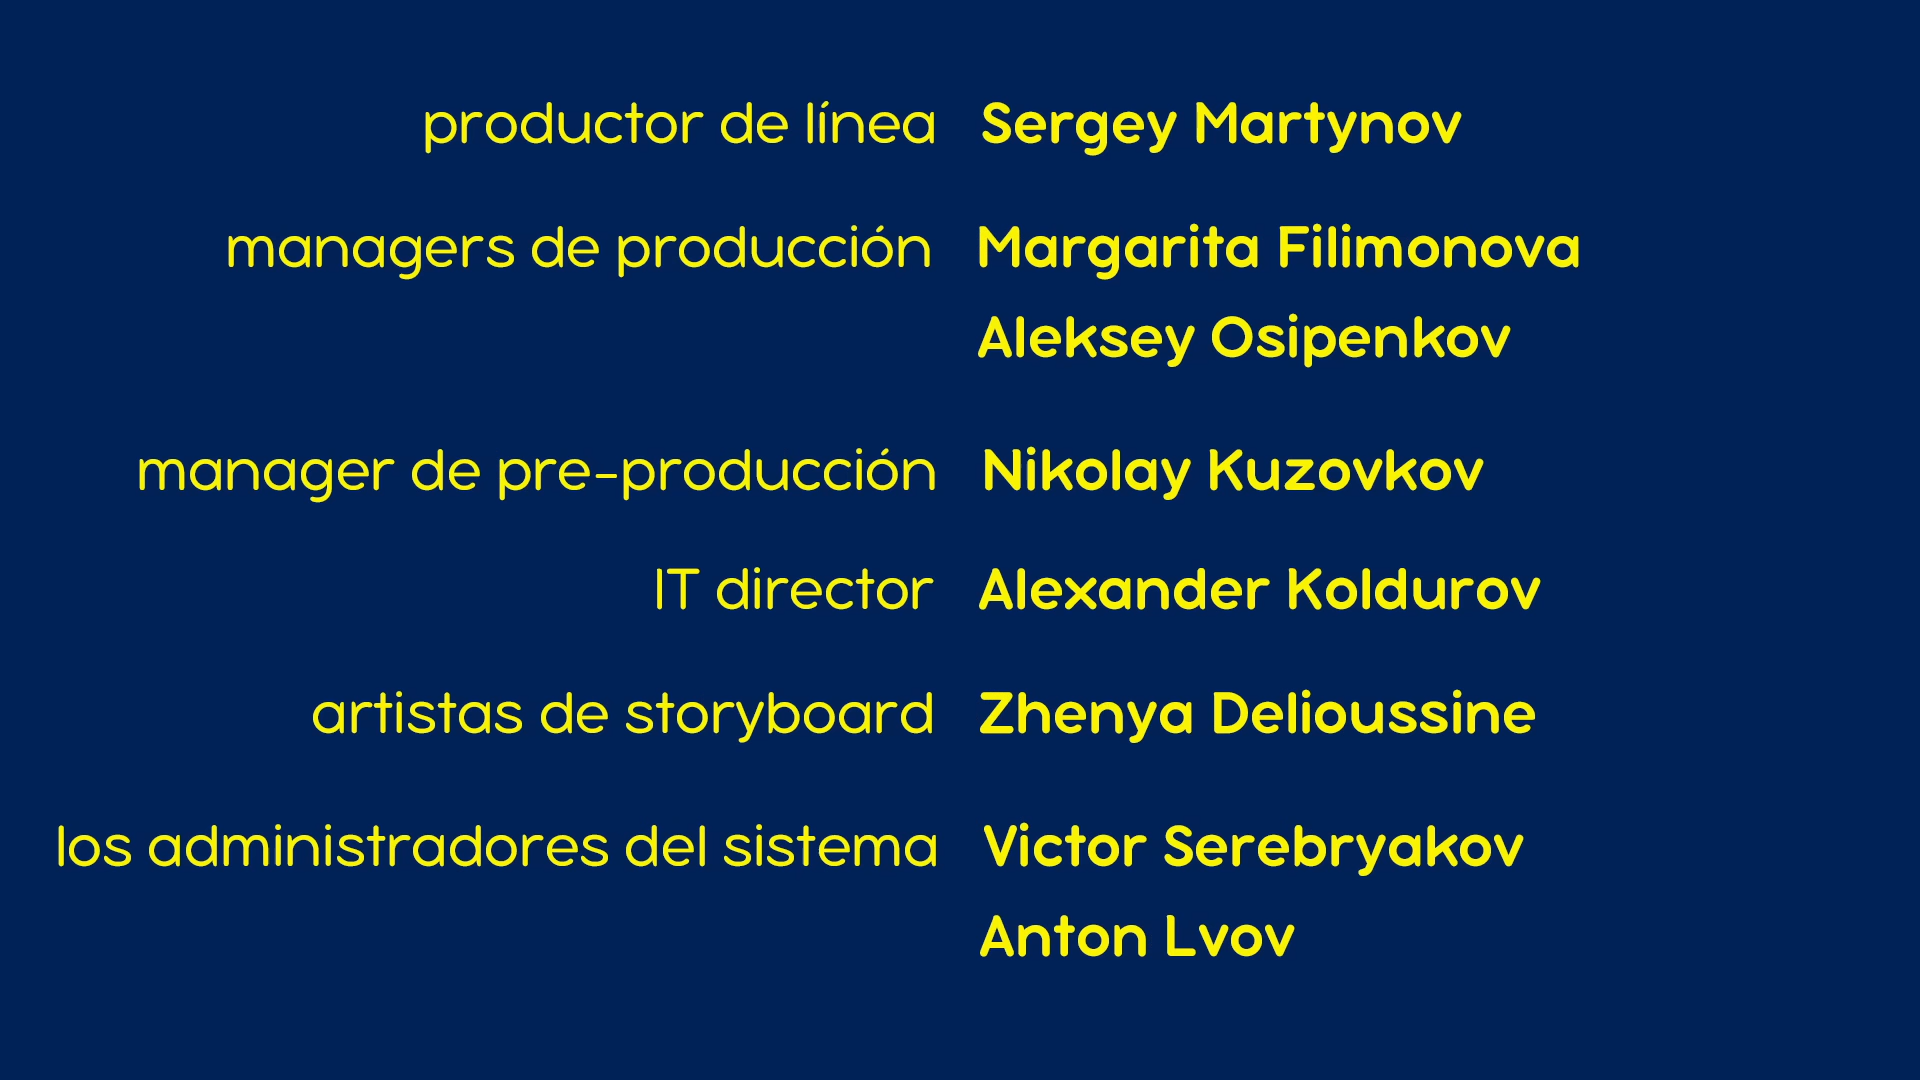 productor de línea Sergey Martynov
managers de producción Margarita Filimonova
Aleksey Osipenkov
manager de pre-producción Nikolay Kuzovkov
IT director Alexander Koldurov
artistas de storyboard Zhenya Delioussine
los administradores del sistema Victor Serebryakov
Anton Lvov